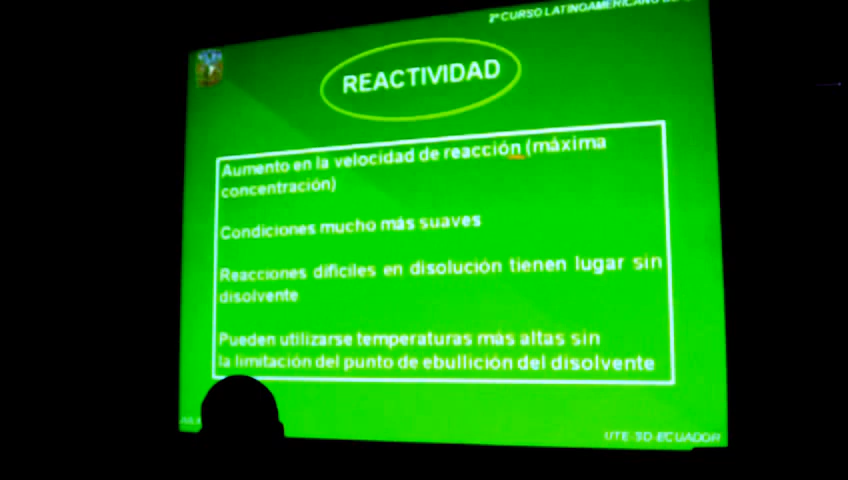 2º CURSO LATINOAMERICANO
REACTIVIDAD
Aumento en la velocidad de reacción (máxima
concentración)
Condiciones mucho más suaves
Reacciones difíciles en disolución tienen lugar sin
disolvente
Pueden utilizarse temperaturas más altas sin
la limitación del punto de ebullición del disolvente
UTE-SD-ECUADOR